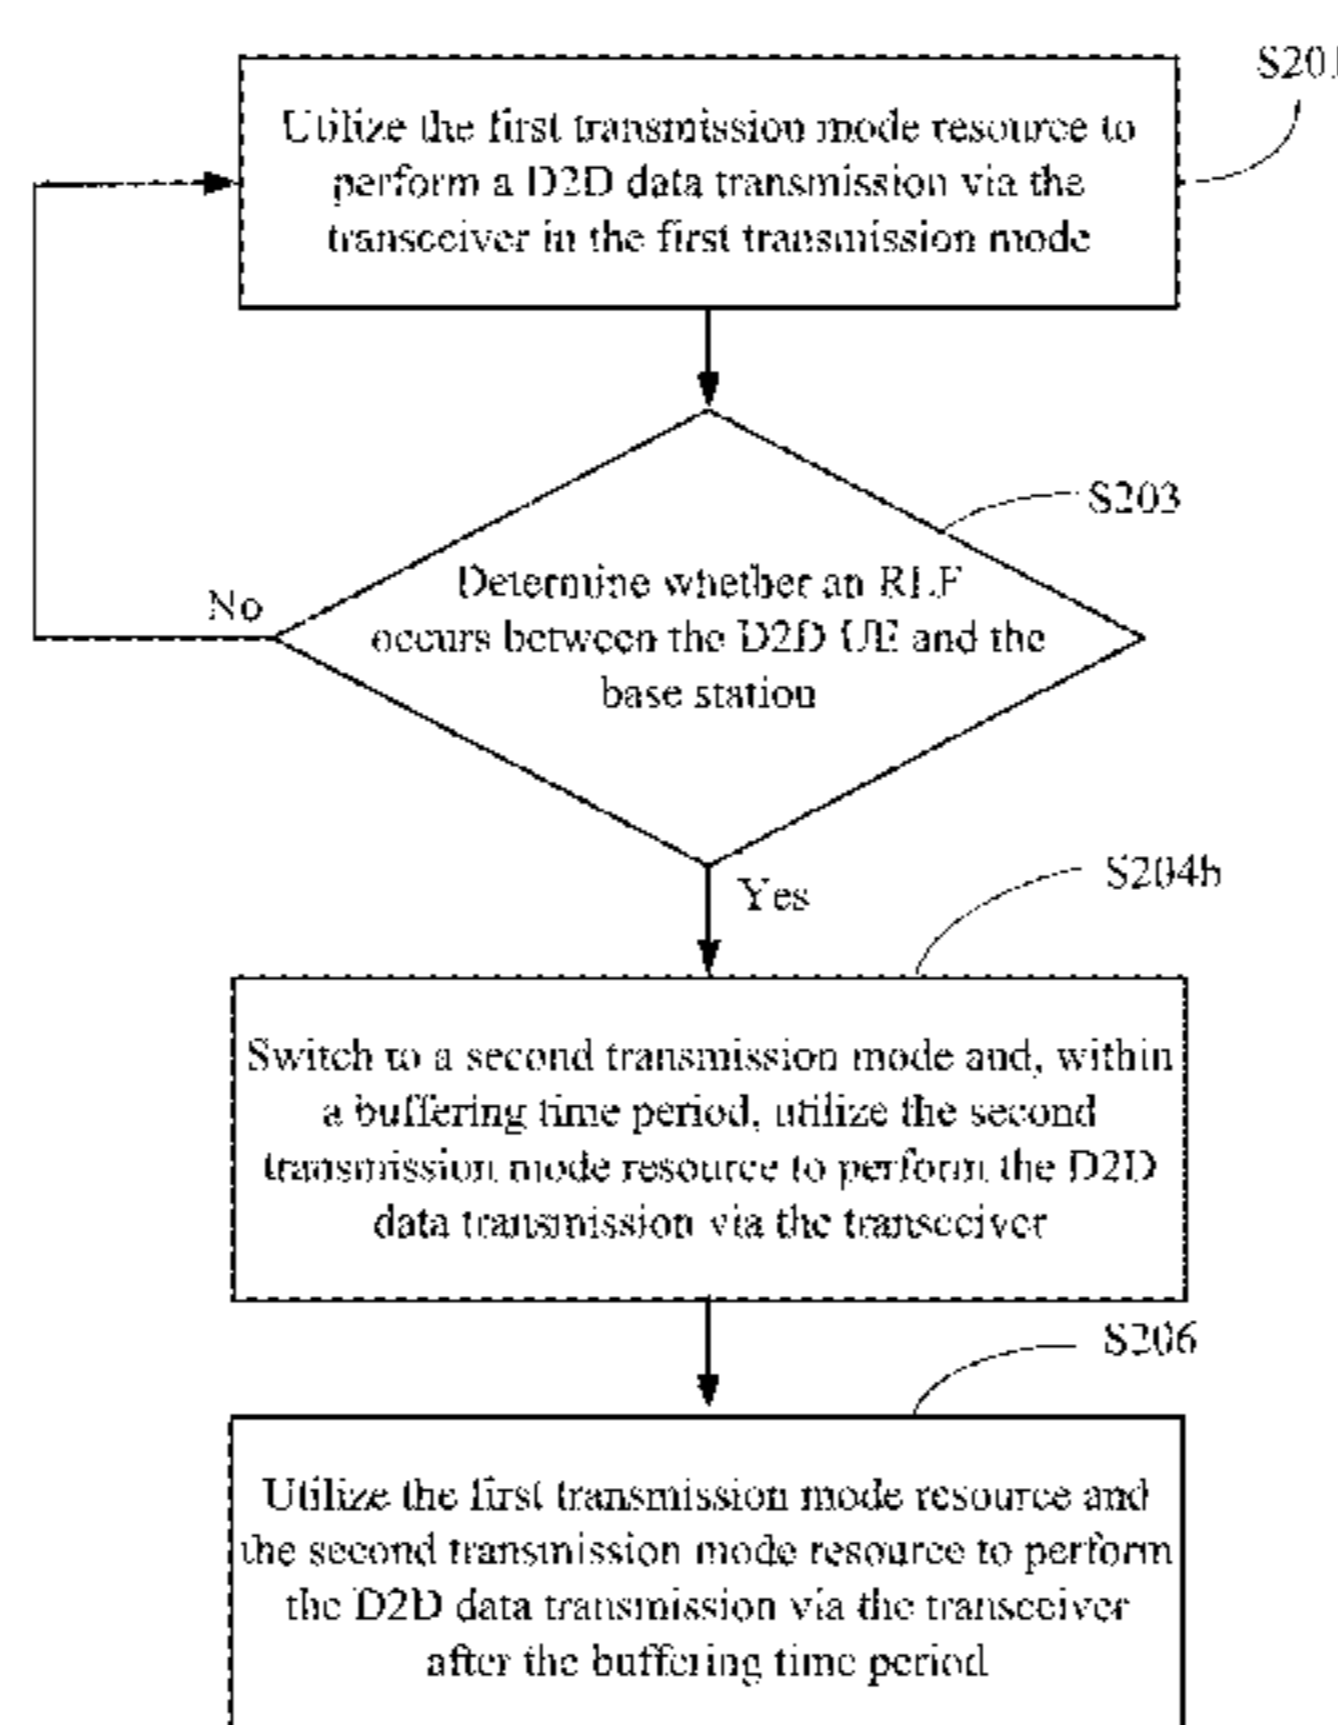 S201
Utilize the first transmission mode resource to
perform a D2D data transmission via the
transceiver in the first transmission mode
S203
Determine whether an RLF
occurs between the D2D UE and the
base station
No
Yes
S204b
Switch to a second transmission mode and, within
a buffering time period, utilize the second
transmission mode resource to perform the D2D
data transmission via the transceiver
S206
Utilize the first transmission mode resource and
the second transmission mode resource to perform
the D2D data transmission via the transceiver
after the buffering time period